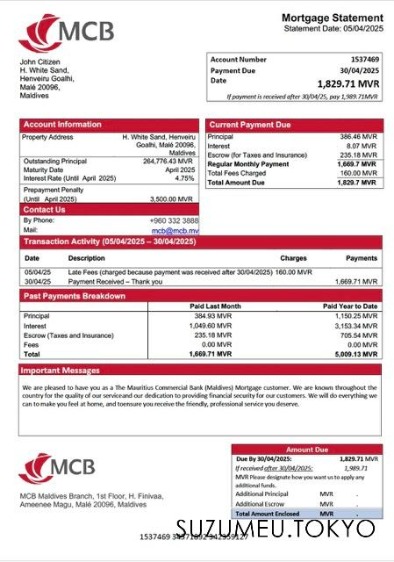 MCB
Mortgage Statement
Statement Date: 05/04/2025
John Citizen
H. White Sand,
Henveiru Goalhi,
Malé 20096,
Maldives
Account Number 1537469
Payment Due 30/04/2025
Date
1,829.71 MVR
If payment is received after 30/04/25, pay 1,989.71MVR
Account Information
Property Address H. White Sand, Henveiru
Goalhi, Malé 20096,
Maldives
Outstanding Principal 264,776.43 MVR
Maturity Date April 2025
Interest Rate (Until April 2025) 4.75%
Prepayment Penalty
(Until April 2025) 3,500.00 MVR
Contact Us
By Phone: +960 332 3888
Mail: mcb@mcb.mv
Current Payment Due
Principal 386.46 MVR
Interest 8.07 MVR
Escrow (for Taxes and Insurance) 235.18 MVR
Regular Monthly Payment 1,669.7 MVR
Total Fees Charged 160.00 MVR
Total Amount Due 1,829.7 MVR
Transaction Activity (05/04/2025 – 30/04/2025)
Date Description Charges Payments
05/04/25 Late Fees (charged because payment was received after 30/04/2025) 160.00 MVR
30/04/25 Payment Received – Thank you 1,669.71 MVR
Past Payments Breakdown
Paid Last Month Paid Year to Date
Principal 384.93 MVR 1,150.25 MVR
Interest 1,049.60 MVR 3,153.34 MVR
Escrow (Taxes and Insurance) 235.18 MVR 705.54 MVR
Fees 0.00 MVR 0.00 MVR
Total 1,669.71 MVR 5,009.13 MVR
Important Messages
We are pleased to have you as a The Mauritius Commercial Bank (Maldives) Mortgage customer. We are known throughout the
country for the quality of our serviceand our dedication to providing financial security for our customers. We will do everything we
can to make you feel at home, and toensure you receive the friendly, professional service you deserve.
MCB
MCB Maldives Branch, 1st Floor, H. Finivaa,
Ameenee Magu, Malé, Maldives
Amount Due
Due By 30/04/2025: 1,829.71 MVR
If received after 30/04/2025: 1,989.71
MVR Please designate how you want us to apply any
additional funds.
Additional Principal MVR .
Additional Escrow MVR .
Total Amount Enclosed MVR .
SUZUMEU.TOKYO
1537469